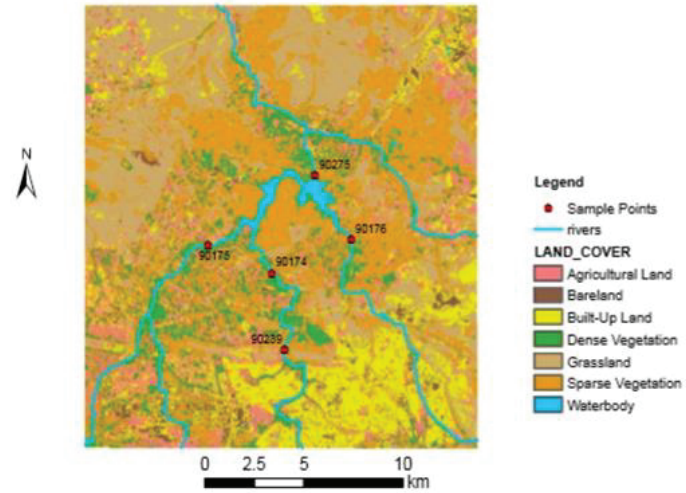 N
90275
90176
90175
90174
90289
Legend
Sample Points
rivers
LAND_COVER
Agricultural Land
Bareland
Built-Up Land
Dense Vegetation
Grassland
Sparse Vegetation
Waterbody
0 2.5 5 10
km